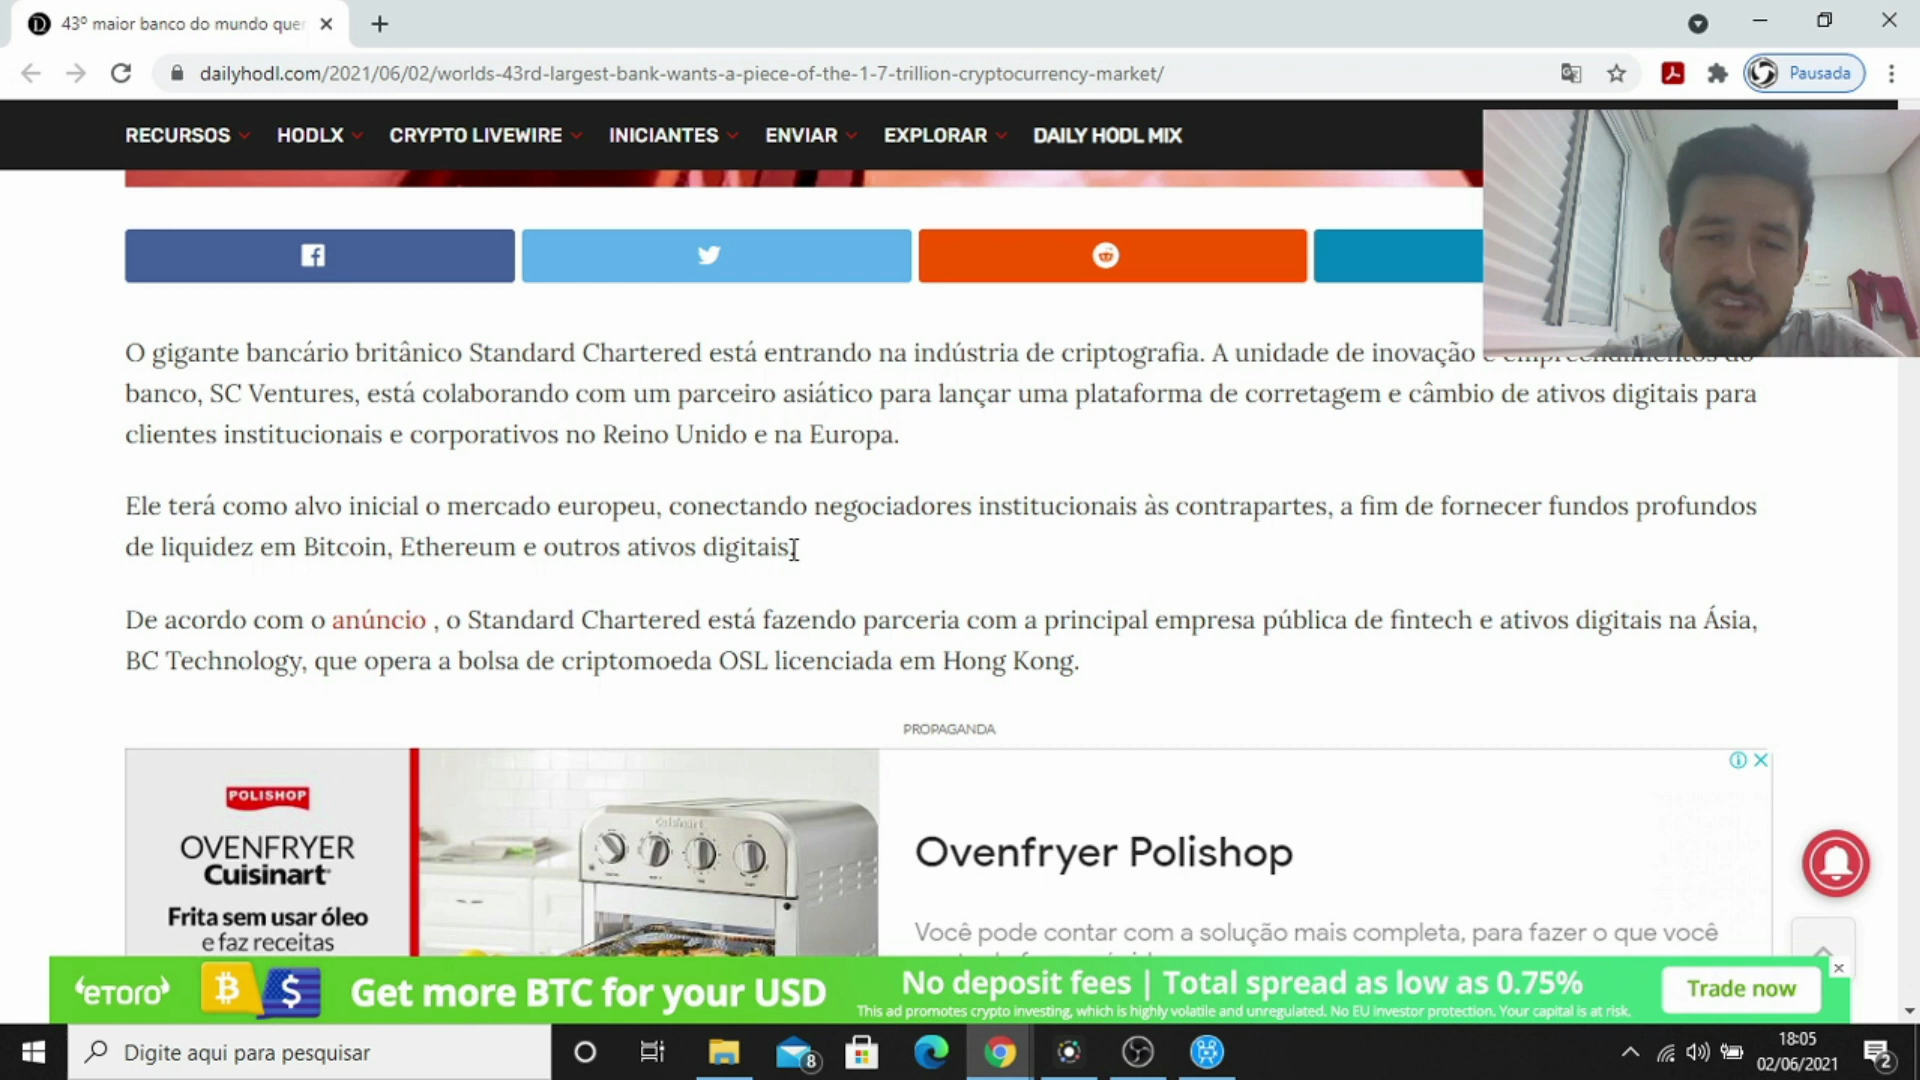 43º maior banco do mundo quer
dailyhodl.com/2021/06/02/worlds-43rd-largest-bank-wants-a-piece-of-the-1-7-trillion-cryptocurrency-market/
Pausada
RECURSOS HODLX CRYPTO LIVEWIRE INICIANTES ENVIAR EXPLORAR DAILY HODL MIX
O gigante bancário britânico Standard Chartered está entrando na indústria de criptografia. A unidade de inovação e empreendimentos do
banco, SC Ventures, está colaborando com um parceiro asiático para lançar uma plataforma de corretagem e câmbio de ativos digitais para
clientes institucionais e corporativos no Reino Unido e na Europa.
Ele terá como alvo inicial o mercado europeu, conectando negociadores institucionais às contrapartes, a fim de fornecer fundos profundos
de liquidez em Bitcoin, Ethereum e outros ativos digitais.
De acordo com o anúncio , o Standard Chartered está fazendo parceria com a principal empresa pública de fintech e ativos digitais na Ásia,
BC Technology, que opera a bolsa de criptomoeda OSL licenciada em Hong Kong.
PROPAGANDA
POLISHOP
OVENFRYER
Cuisinart
Frita sem usar óleo
e faz receitas
Cuisinart
Ovenfryer Polishop
Você pode contar com a solução mais completa, para fazer o que você
eToro
Get more BTC for your USD
No deposit fees | Total spread as low as 0.75%
This ad promotes crypto investing, which is highly volatile and unregulated. No EU investor protection. Your capital is at risk.
Trade now
Digite aqui para pesquisar
8
18:05
02/06/2021
2